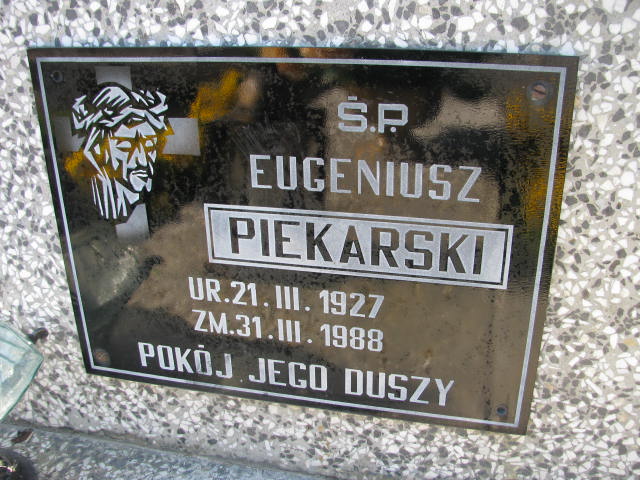 Ś.P.
EUGENIUSZ
PIEKARSKI
UR.21.III.1927
ZM.31.III.1988
POKÓJ JEGO DUSZY